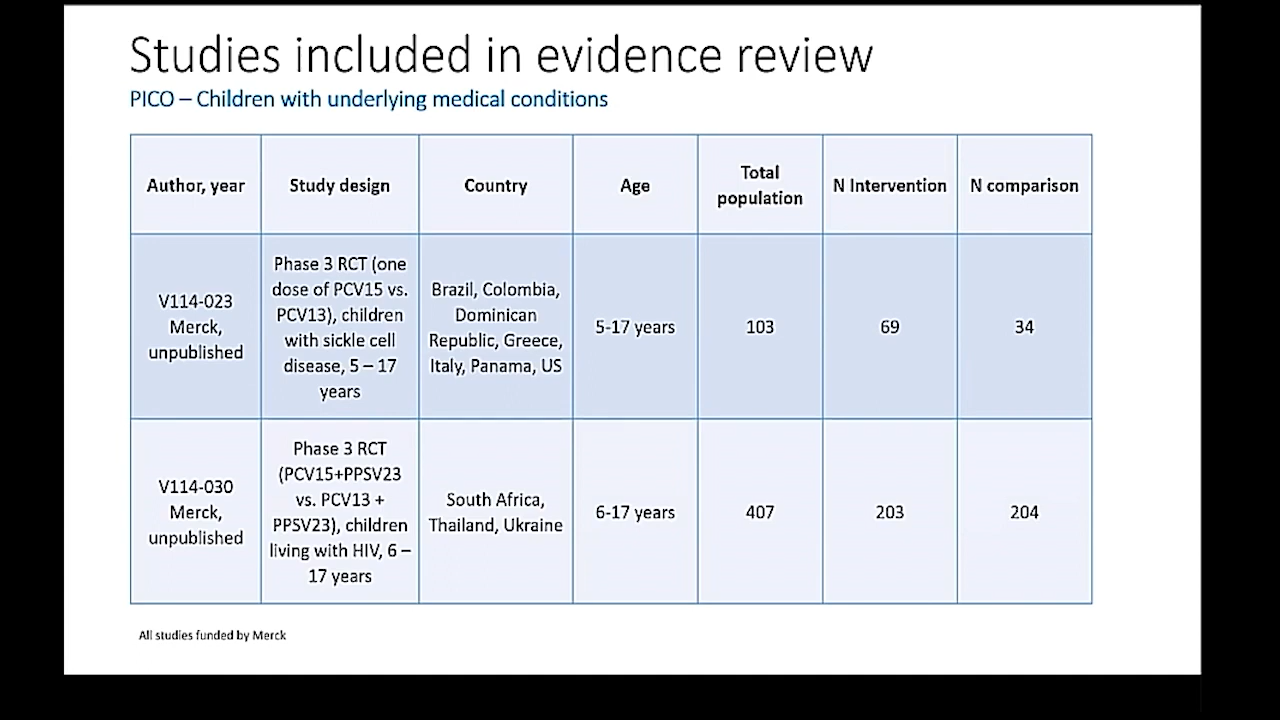 Studies included in evidence review
PICO – Children with underlying medical conditions
Author, year
Study design
Country
Age
Total
population
N Intervention
N comparison
V114-023
Merck,
unpublished
Phase 3 RCT (one
dose of PCV15 vs.
PCV13), children
with sickle cell
disease, 5 – 17
years
Brazil, Colombia,
Dominican
Republic, Greece,
Italy, Panama, US
5-17 years
103
69
34
V114-030
Merck,
unpublished
Phase 3 RCT
(PCV15+PPSV23
vs. PCV13 +
PPSV23), children
living with HIV, 6 –
17 years
South Africa,
Thailand, Ukraine
6-17 years
407
203
204
All studies funded by Merck